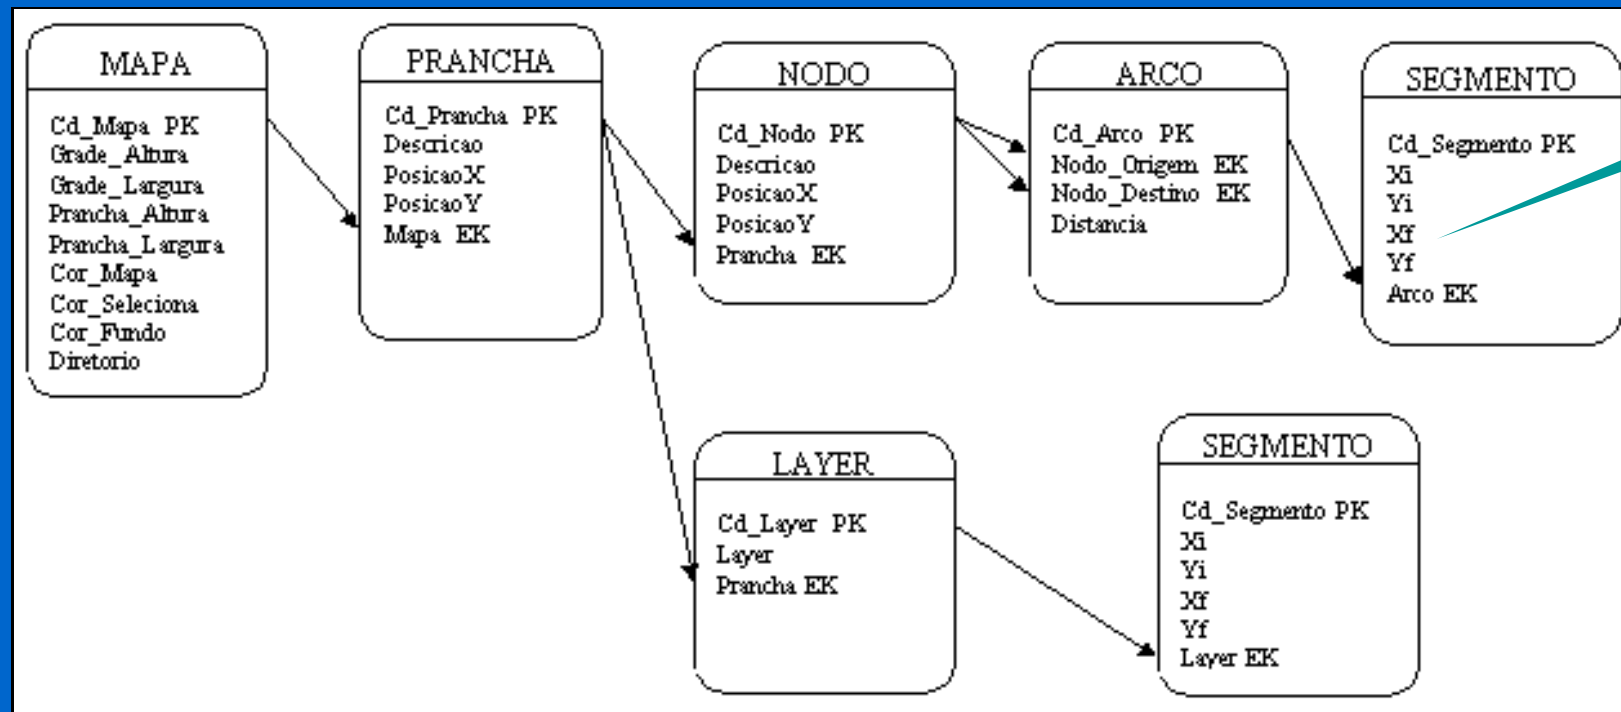 MAPA
Cd_Mapa PK
Grade_Altura
Grade_Largura
Prancha_Altura
Prancha_Largura
Cor_Mapa
Cor_Seleciona
Cor_Fundo
Diretorio
PRANCHA
Cd_Prancha PK
Descricao
PosicaoX
PosicaoY
Mapa EK
NODO
Cd_Nodo PK
Descricao
PosicaoX
PosicaoY
Prancha EK
ARCO
Cd_Arco PK
Nodo_Origem EK
Nodo_Destino EK
Distancia
SEGMENTO
Cd_Segmento PK
Xi
Yi
Xf
Yf
Arco EK
LAYER
Cd_Layer PK
Layer
Prancha EK
SEGMENTO
Cd_Segmento PK
Xi
Yi
Xf
Yf
Layer EK